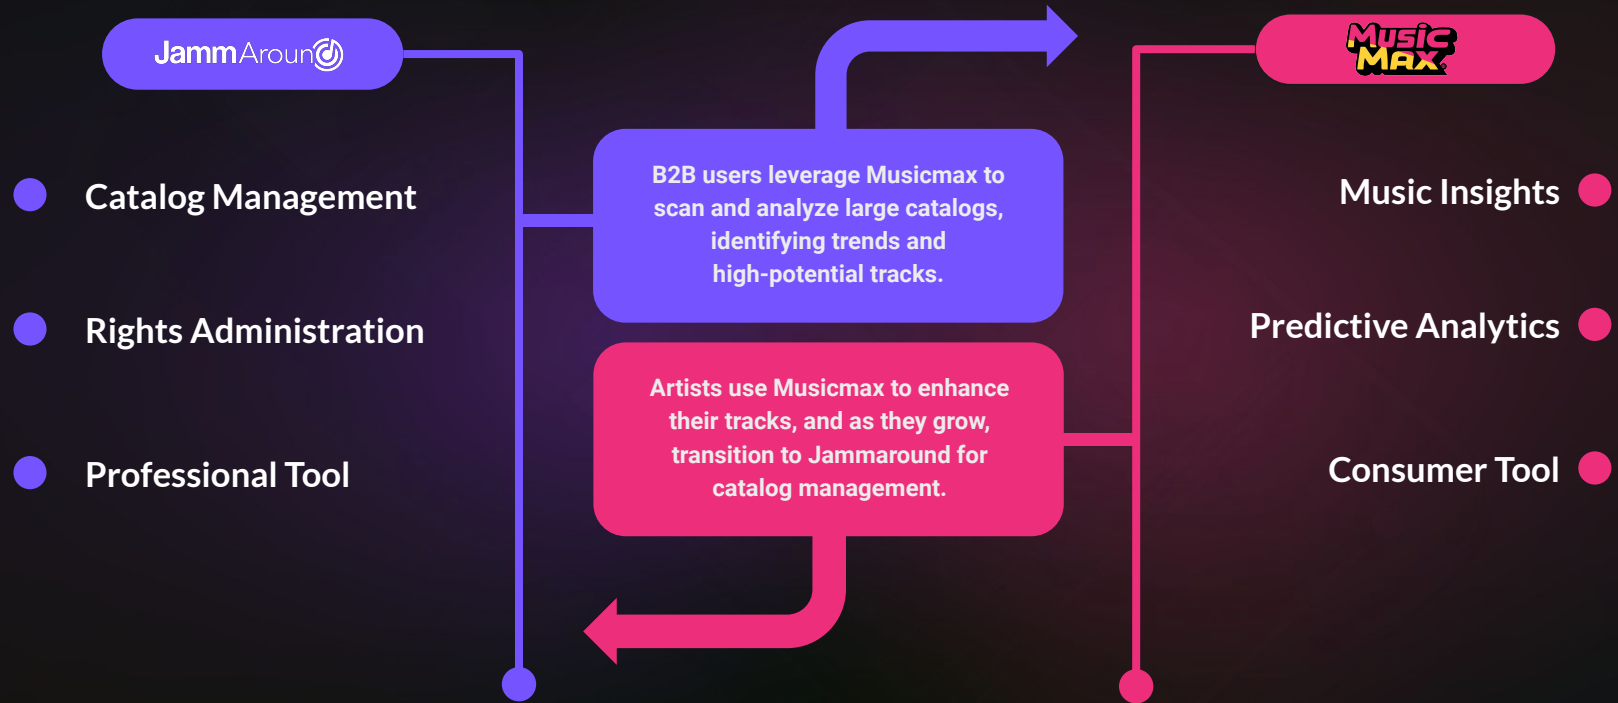 JammAround
Catalog Management
Rights Administration
Professional Tool
B2B users leverage Musicmax to
scan and analyze large catalogs,
identifying trends and
high-potential tracks.
Artists use Musicmax to enhance
their tracks, and as they grow,
transition to Jammaround for
catalog management.
Music
Max
Music Insights
Predictive Analytics
Consumer Tool